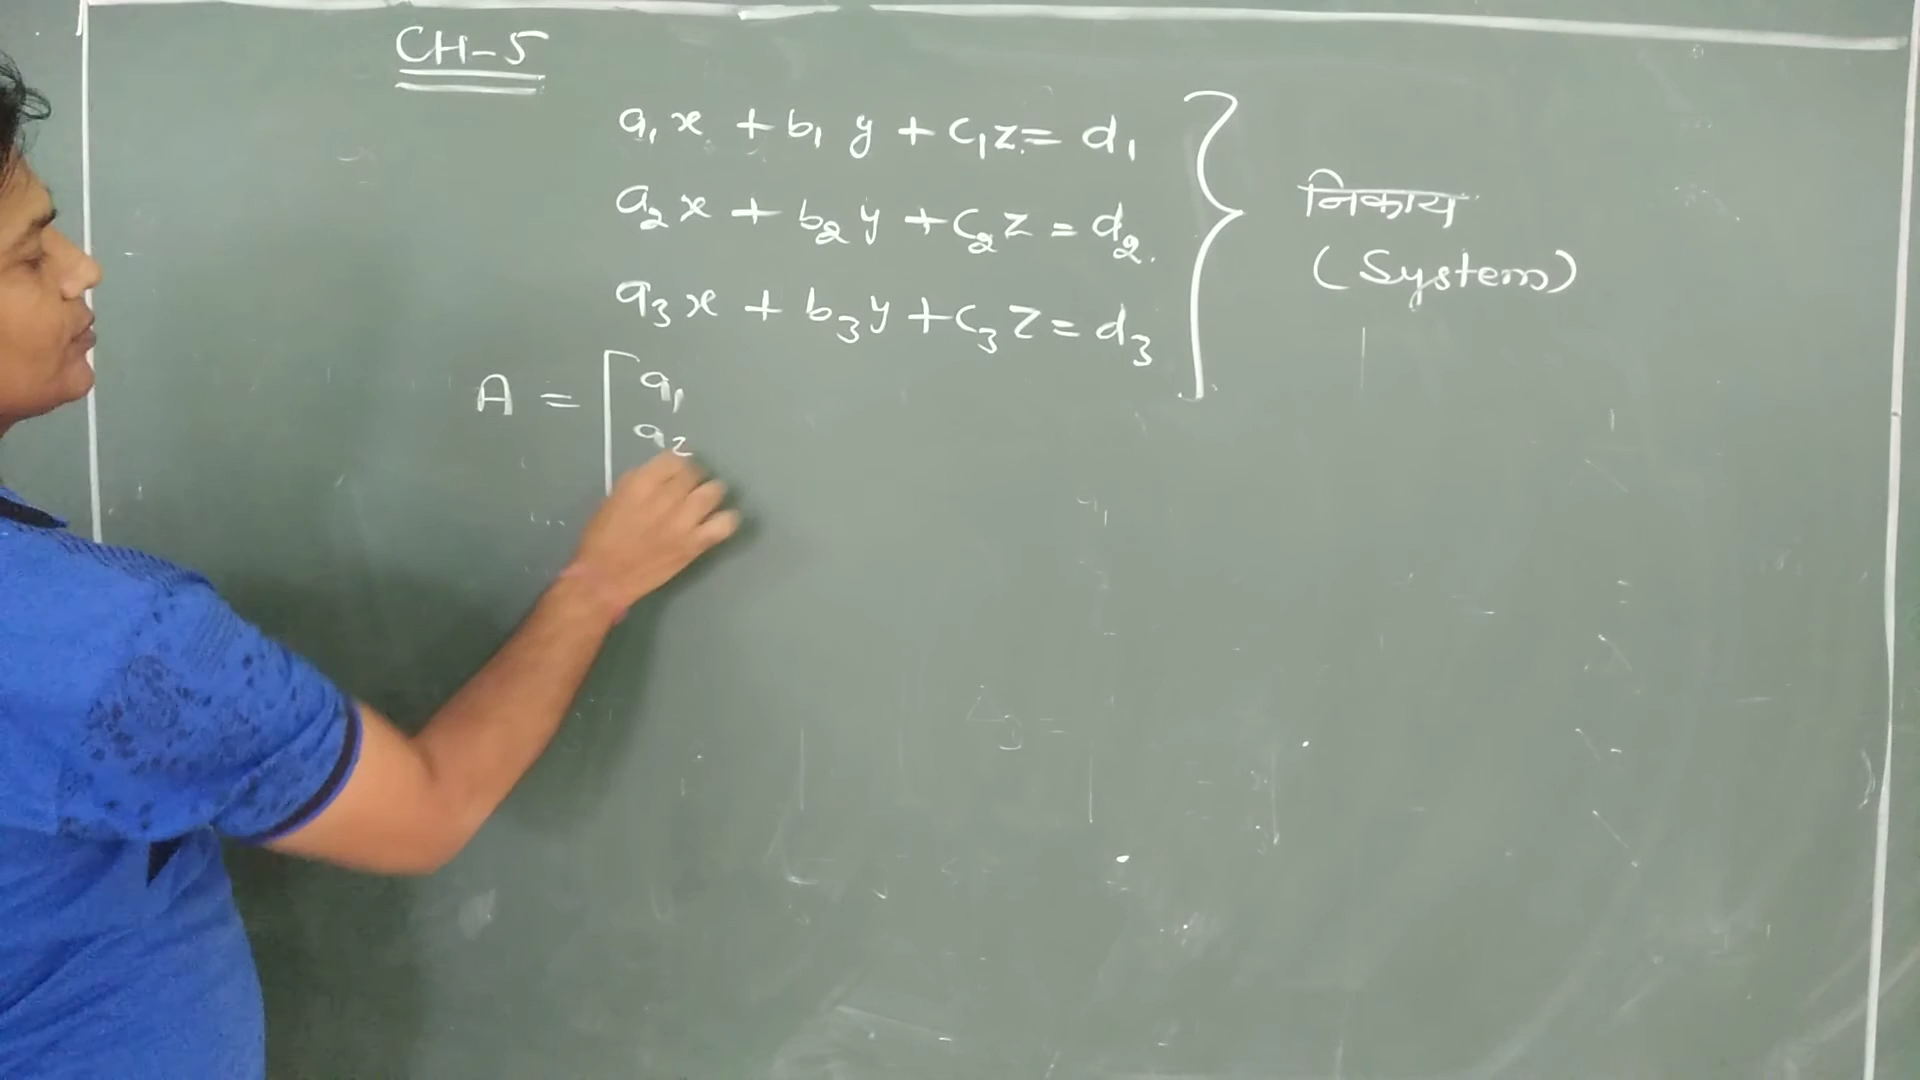 CH-5
a₁x + b₁y + c₁z = d₁
a₂x + b₂y + c₂z = d₂.
a₃x + b₃y + c₃z = d₃
निकाय
(System)
A = [ a₁
a₂